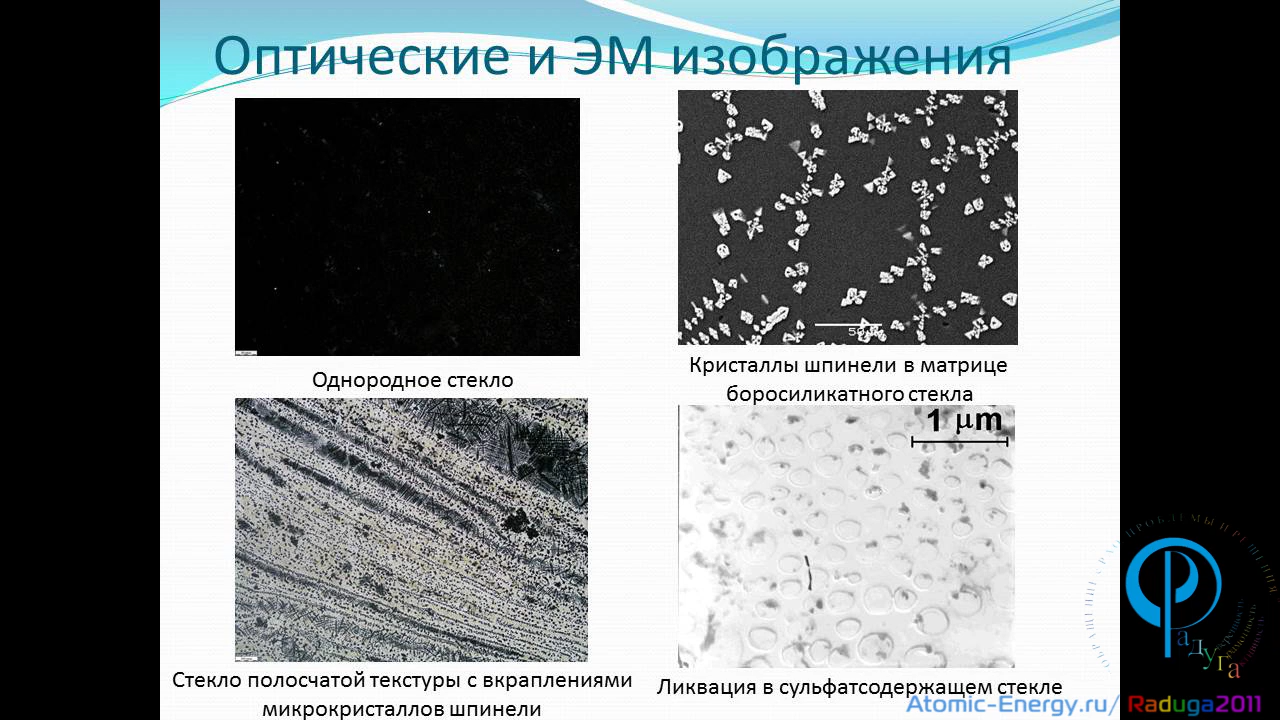 Оптические и ЭМ изображения
50
Однородное стекло
Кристаллы шпинели в матрице
боросиликатного стекла
1 μm
Стекло полосчатой текстуры с вкраплениями
микрокристаллов шпинели
Ликвация в сульфатсодержащем стекле
Радуга
Atomic-Energy.ru/Raduga2011